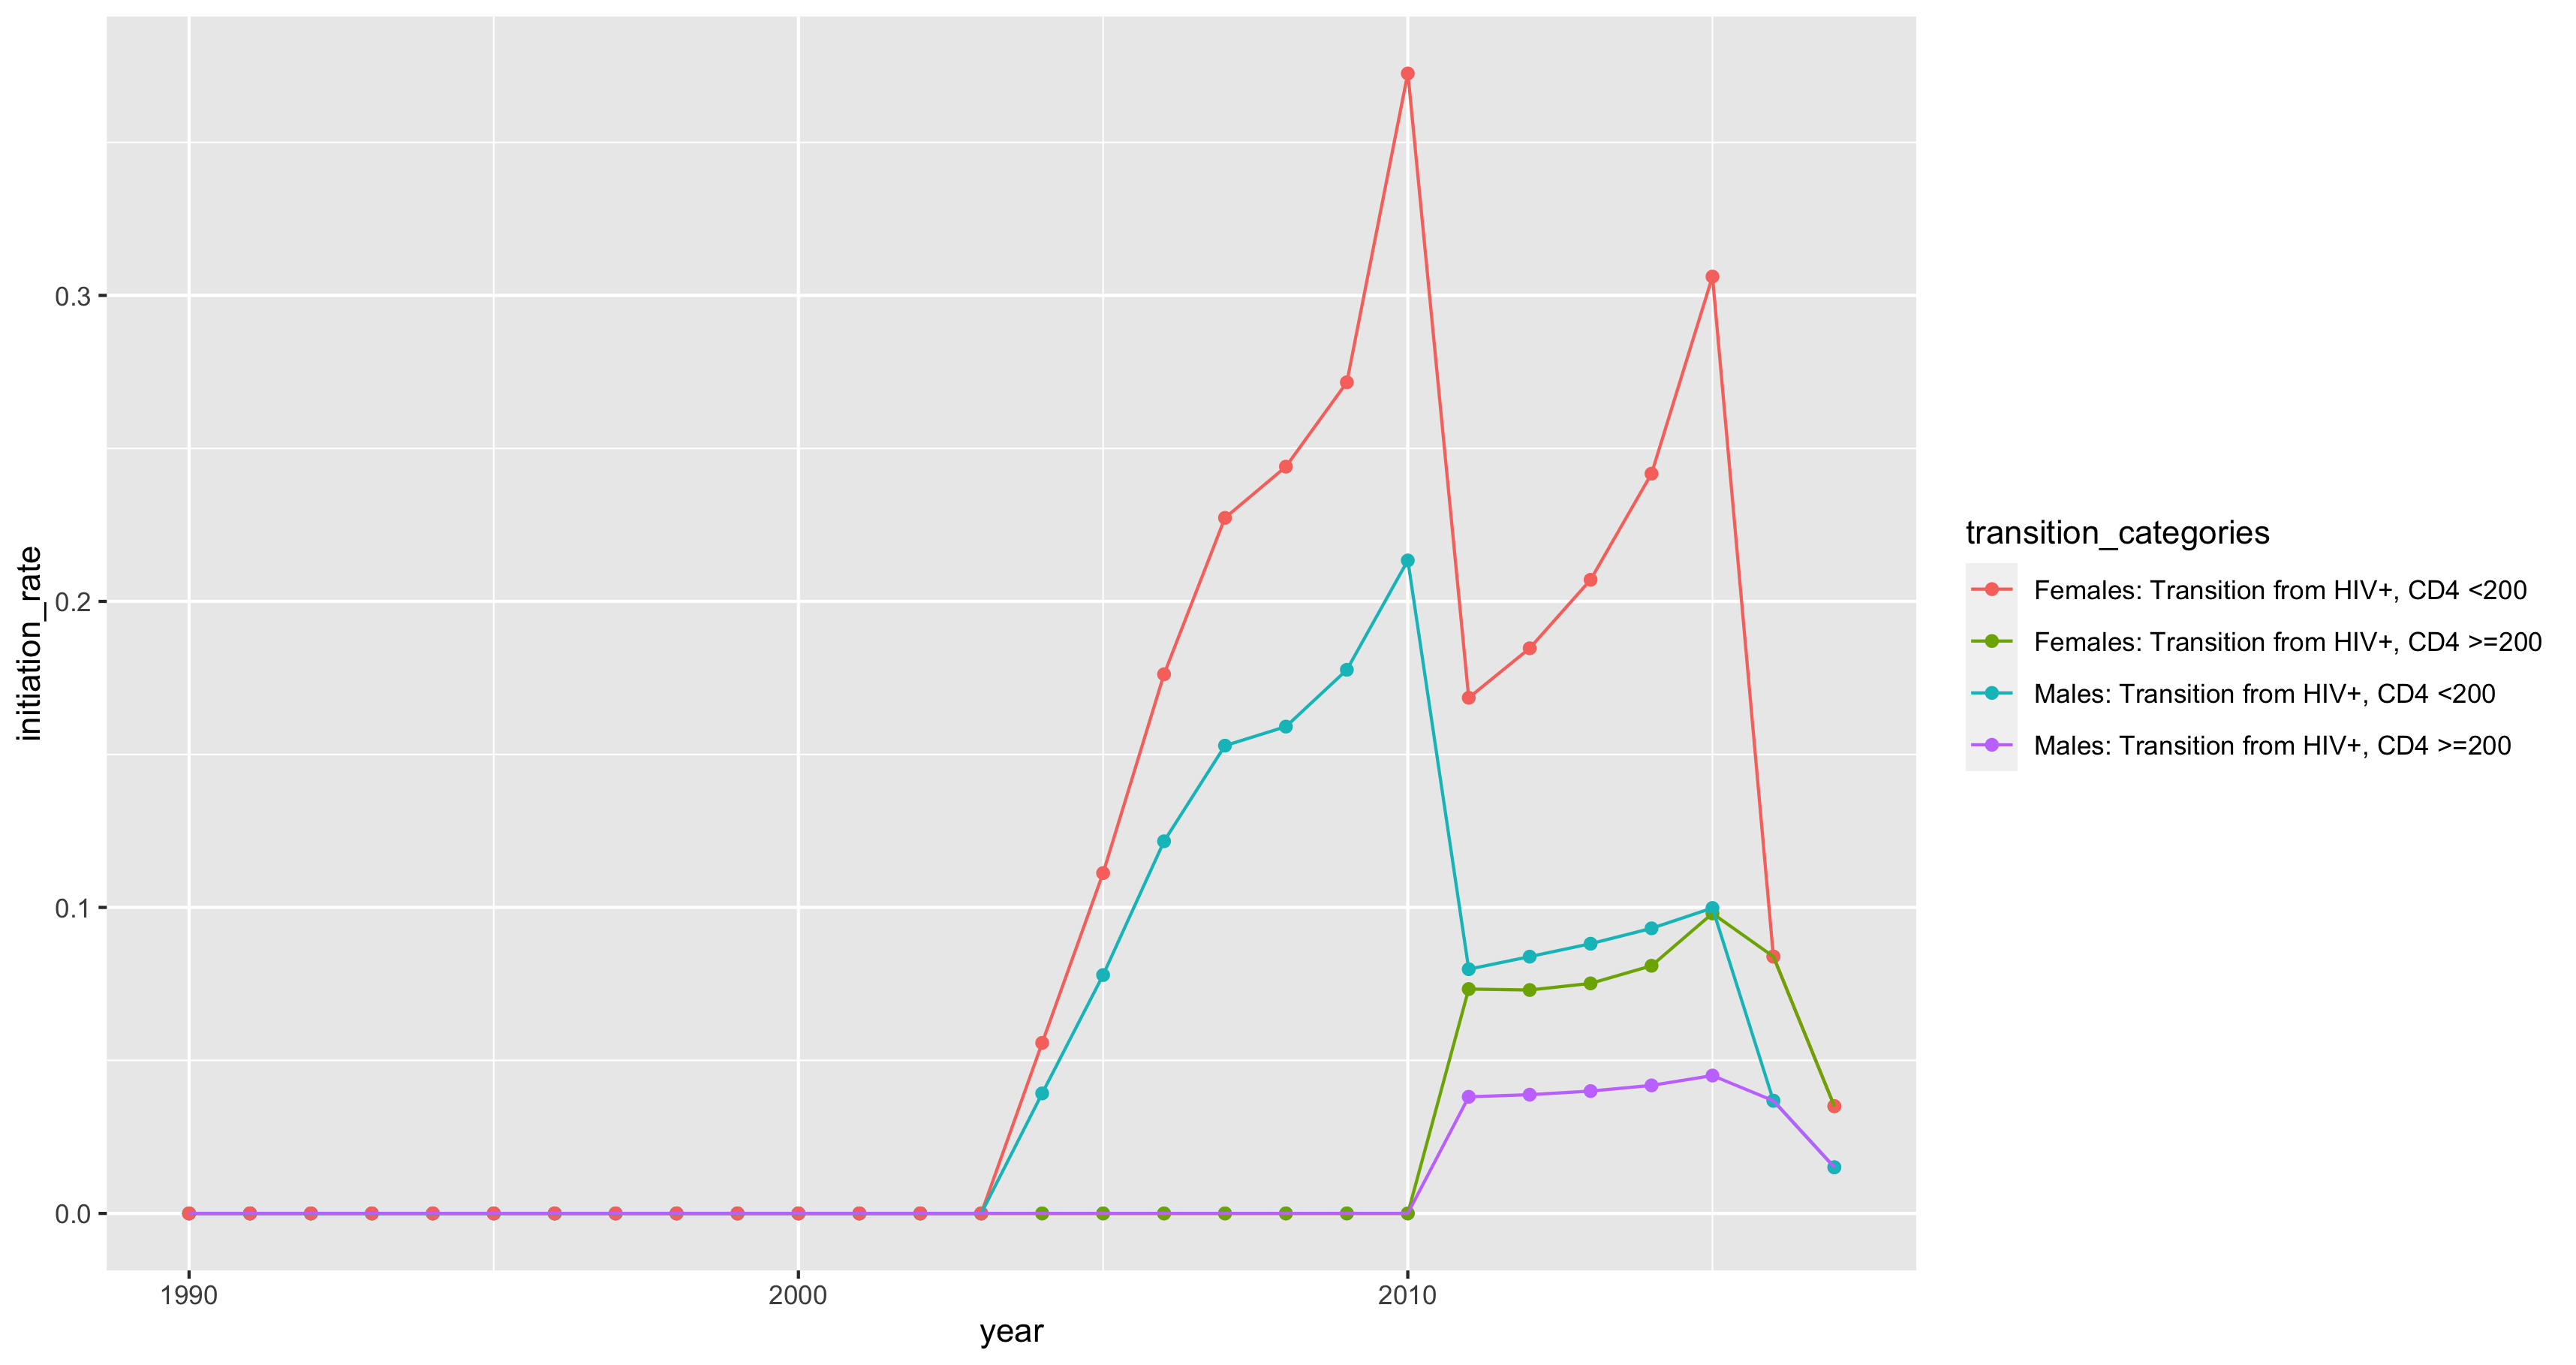 0.3
0.2
0.1
0.0
initiation_rate
1990
2000
2010
year
transition_categories
Females: Transition from HIV+, CD4 <200
Females: Transition from HIV+, CD4 >=200
Males: Transition from HIV+, CD4 <200
Males: Transition from HIV+, CD4 >=200